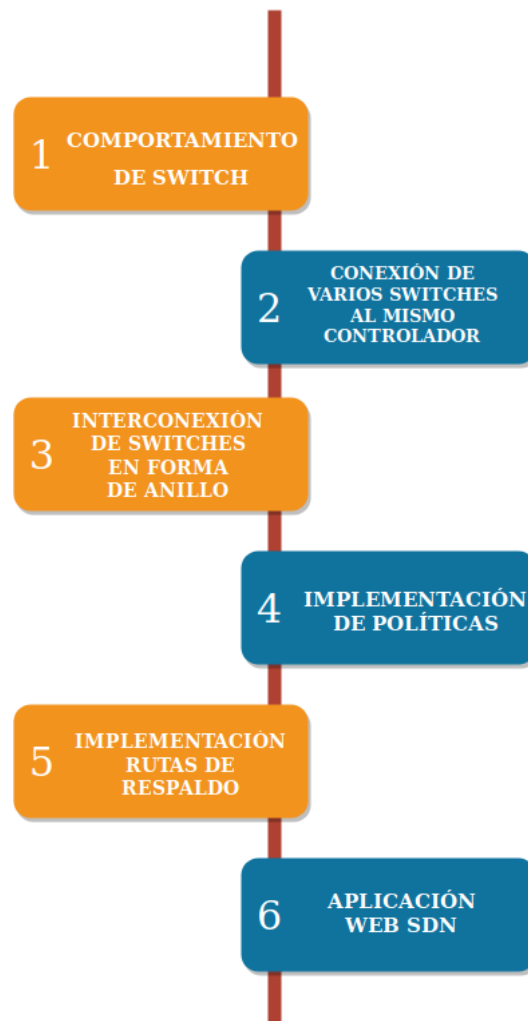 1
COMPORTAMIENTO
DE SWITCH
2
CONEXIÓN DE
VARIOS SWITCHES
AL MISMO
CONTROLADOR
3
INTERCONEXIÓN
DE SWITCHES
EN FORMA
DE ANILLO
4
IMPLEMENTACIÓN
DE POLÍTICAS
5
IMPLEMENTACIÓN
RUTAS DE
RESPALDO
6
APLICACIÓN
WEB SDN